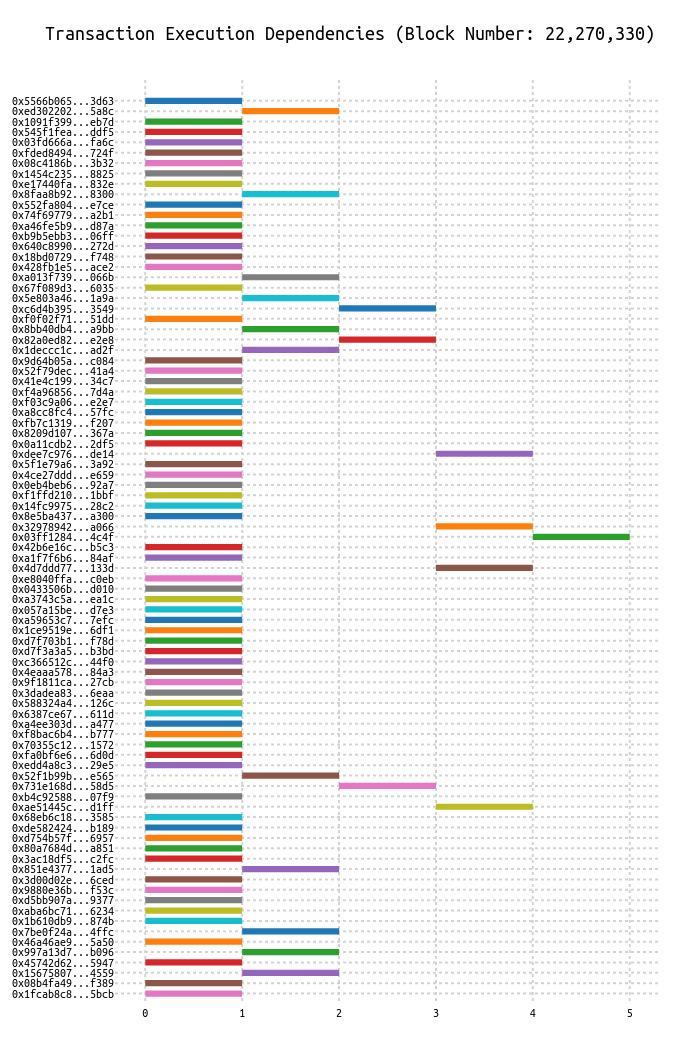 Transaction Execution Dependencies (Block Number: 22,270,330)
0x5566b065...3d63
0xed302202...5a8c
0x1091f399...eb7d
0x545f1fea...ddf5
0x03fd666a...fa6c
0xfded8494...724f
0x08c4186b...3b32
0x1454c235...8825
0xe17440fa...832e
0x8faa8b92...8300
0x552fa804...e7ce
0x74f69779...a2b1
0xa46fe5b9...d87a
0xb9b5ebb3...06ff
0x640c8990...272d
0x18bd0729...f748
0x428fb1e5...ace2
0xa013f739...066b
0x67f089d3...6035
0x5e803a46...1a9a
0xc6d4b395...3549
0xf0f02f71...51dd
0x8bb40db4...a9bb
0x82a0ed82...e2e8
0x1deccc1c...ad2f
0x9d64b05a...c084
0x52f79dec...41a4
0x41e4c199...34c7
0xf4a96856...7d4a
0xf03c9a06...e2e7
0xa8cc8fc4...57fc
0xfb7c1319...f207
0x8209d107...367a
0x0a11cdb2...2df5
0xdee7c976...de14
0x5f1e79a6...3a92
0x4ce27ddd...e659
0x0eb4beb6...92a7
0xf1ffd210...1bbf
0x14fc9975...28c2
0x8e5ba437...a300
0x32978942...a066
0x03ff1284...4c4f
0x42b6e16c...b5c3
0xa1f7f6b6...84af
0x4d7ddd77...133d
0xe8040ffa...c0eb
0x0433506b...d010
0xa3743c5a...ea1c
0x057a15be...d7e3
0xa59653c7...7efc
0x1ce9519e...6df1
0xd7f703b1...f78d
0xd7f3a3a5...b3bd
0xc366512c...44f0
0x4eaaa578...84a3
0x9f1811ca...27cb
0x3dadea83...6eaa
0x588324a4...126c
0x6387ce67...611d
0xa4ee303d...a477
0xf8bac6b4...b777
0x70355c12...1572
0xfa0bf6e6...6d0d
0xedd4a8c3...29e5
0x52f1b99b...e565
0x731e168d...58d5
0xb4c92588...07f9
0xae51445c...d1ff
0x68eb6c18...3585
0xde582424...b189
0xd754b57f...6957
0x80a7684d...a851
0x3ac18df5...c2fc
0x851e4377...1ad5
0x3d00d02e...6ced
0x9880e36b...f53c
0xd5bb907a...9377
0xaba6bc71...6234
0x1b610db9...874b
0x7be0f24a...4ffc
0x46a46ae9...5a50
0x997a13d7...b096
0x45742d62...5947
0x15675807...4559
0x08b4fa49...f389
0x1fcab8c8...5bcb
0 1 2 3 4 5